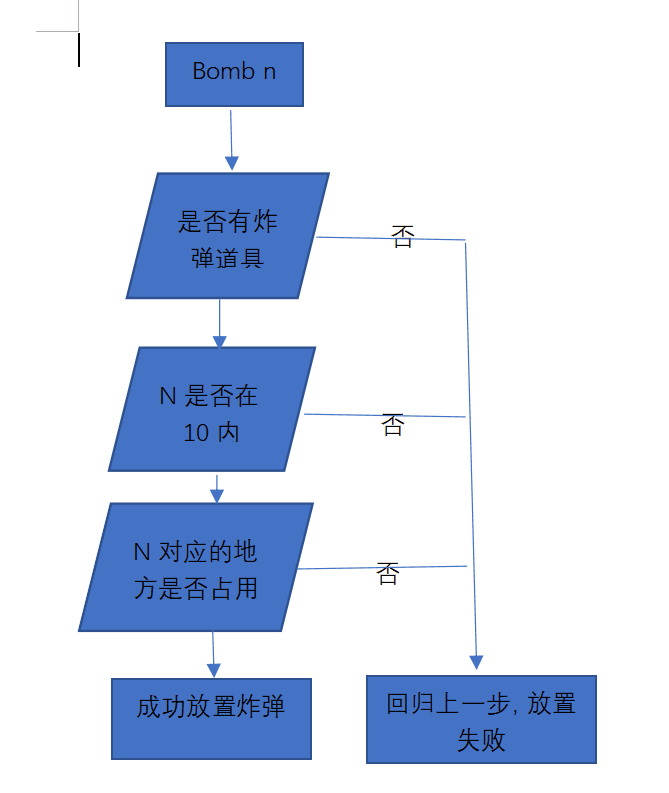 Bomb n
是否有炸
弹道具
否
N 是否在
10 内
否
N 对应的地
方是否占用
否
成功放置炸弹
回归上一步, 放置
失败